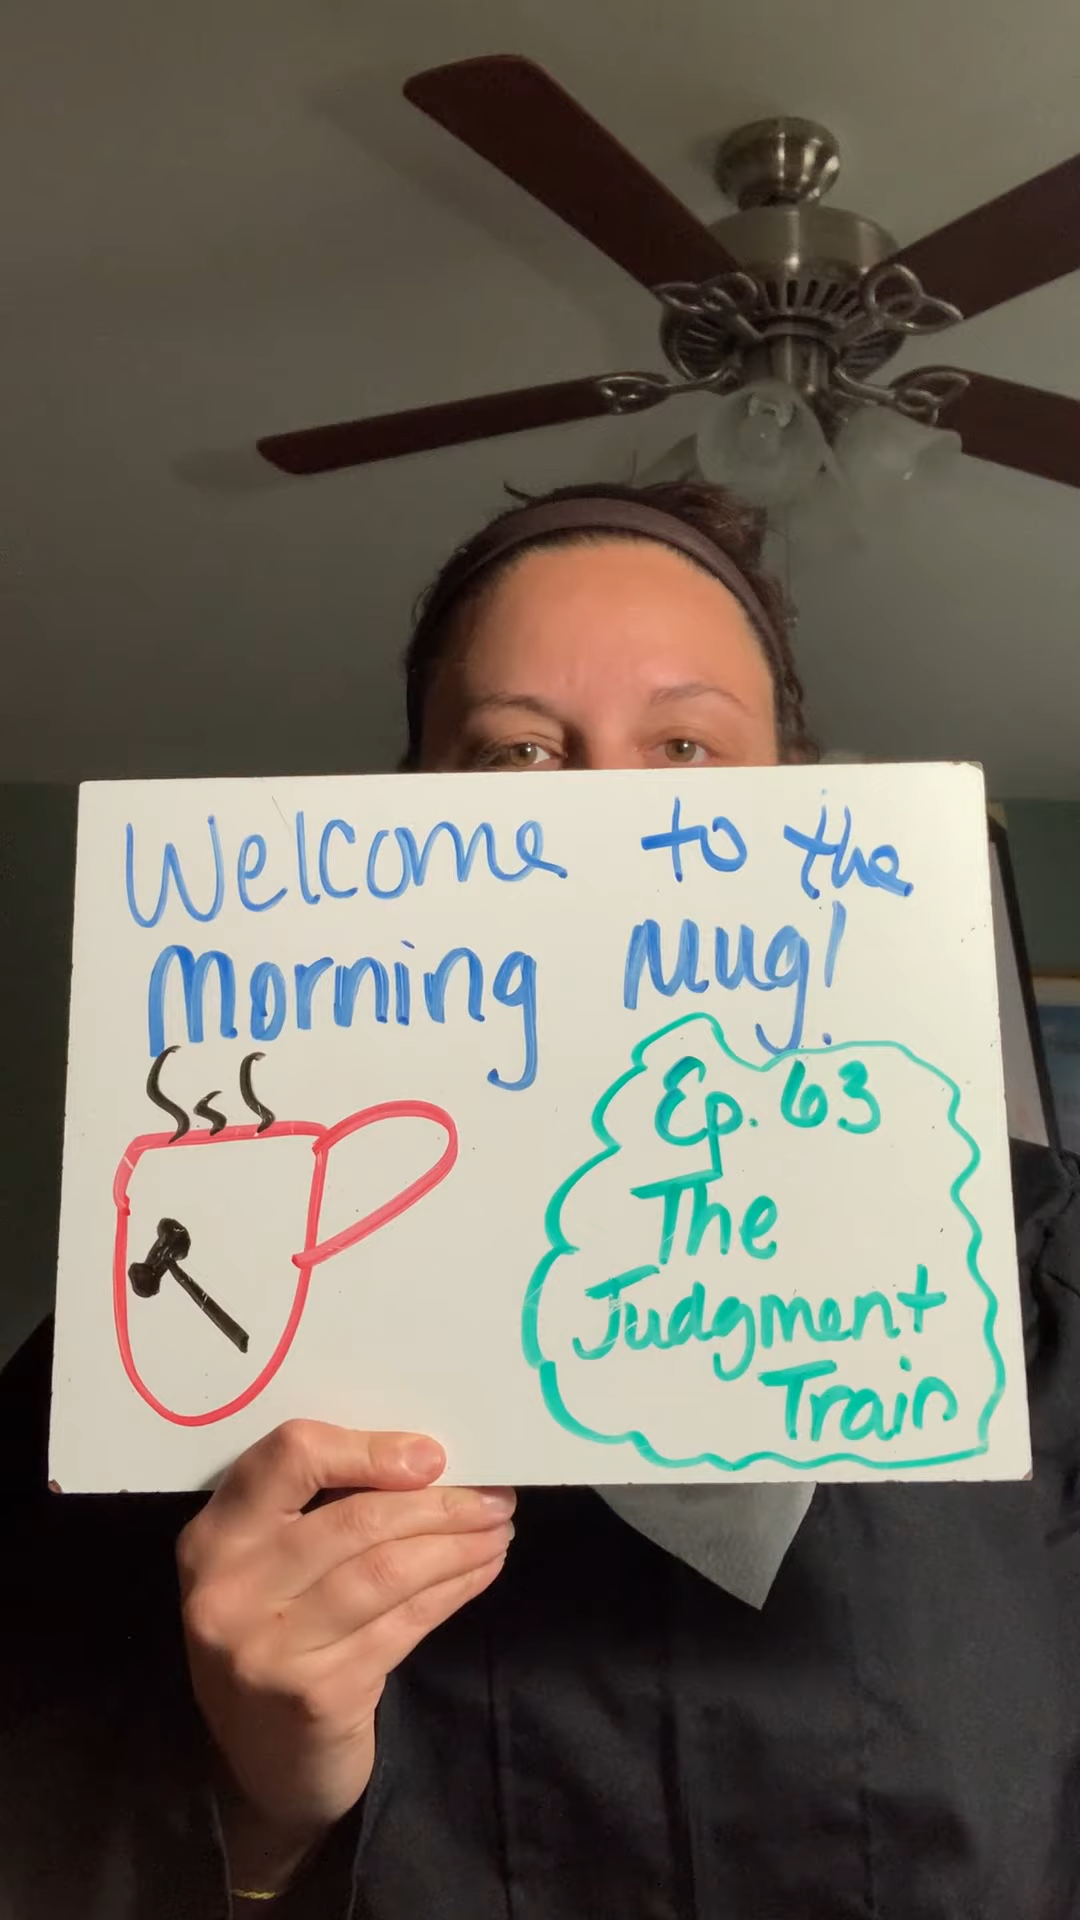 Welcome to the
Morning Mug!
Ep. 63
The
Judgment
Train